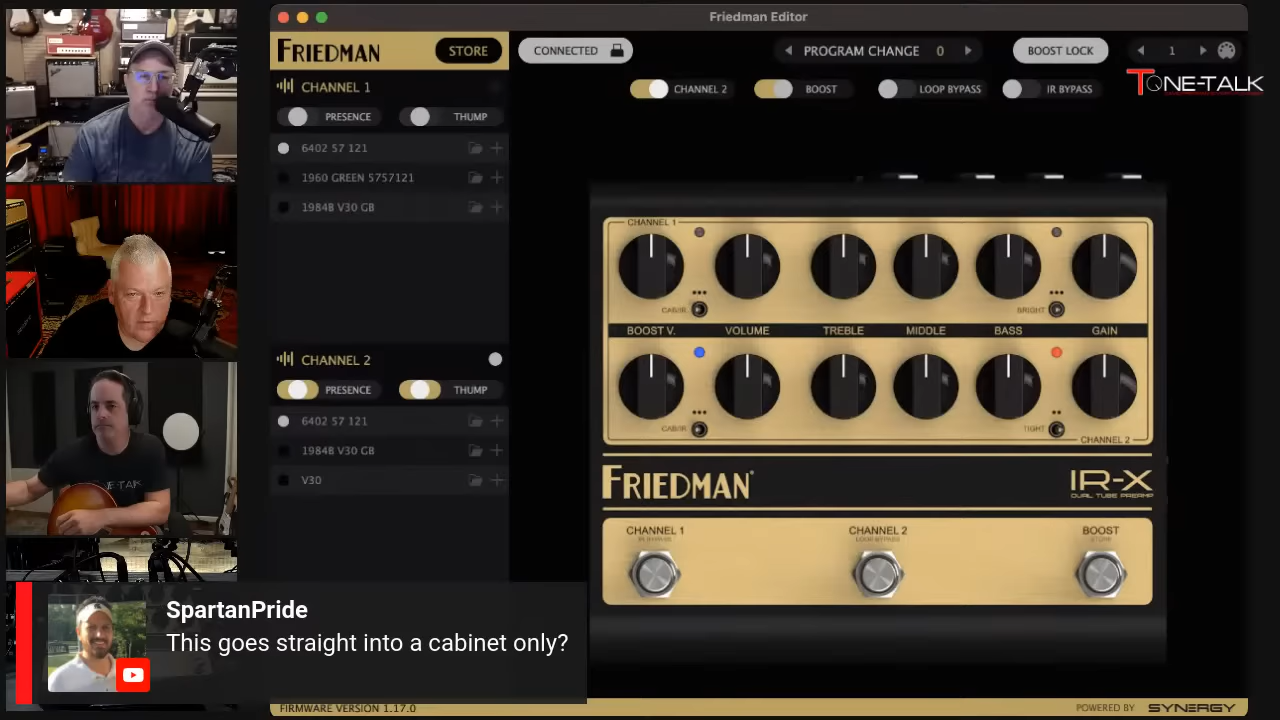 Friedman Editor
FRIEDMAN
STORE
CONNECTED
PROGRAM CHANGE 0
BOOST LOCK
1
CHANNEL 2
BOOST
LOOP BYPASS
IR BYPASS
TONE-TALK
CHANNEL 1
PRESENCE
THUMP
6402 57 121
1960 GREEN 5757121
1984B V30 GB
CHANNEL 2
PRESENCE
THUMP
6402 57 121
1984B V30 GB
V30
CHANNEL 1
CAB/IR
BRIGHT
BOOST V.
VOLUME
TREBLE
MIDDLE
BASS
GAIN
CAB/IR
TIGHT
CHANNEL 2
FRIEDMAN
IR-X
DUAL TUBE PREAMP
CHANNEL 1
CHANNEL 2
BOOST
LOOP BYPASS
STORE
SpartanPride
This goes straight into a cabinet only?
FIRMWARE VERSION 1.17.0
POWERED BY SYNERGY